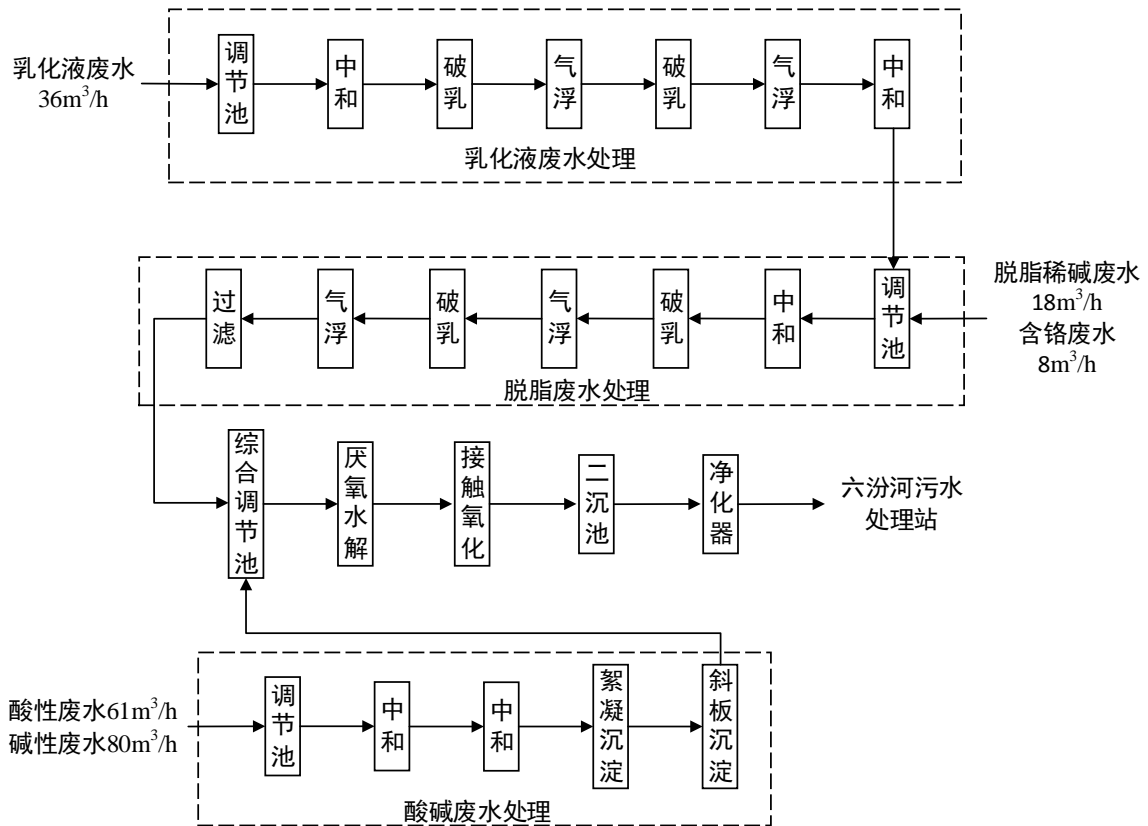 乳化液废水
36m³/h
调节池
中和
破乳
气浮
破乳
气浮
中和
乳化液废水处理
脱脂稀碱废水
18m³/h
含铬废水
8m³/h
调节池
中和
破乳
气浮
破乳
气浮
过滤
脱脂废水处理
综合调节池
厌氧水解
接触氧化
二沉池
净化器
六汾河污水
处理站
酸性废水61m³/h
碱性废水80m³/h
调节池
中和
中和
絮凝沉淀
斜板沉淀
酸碱废水处理